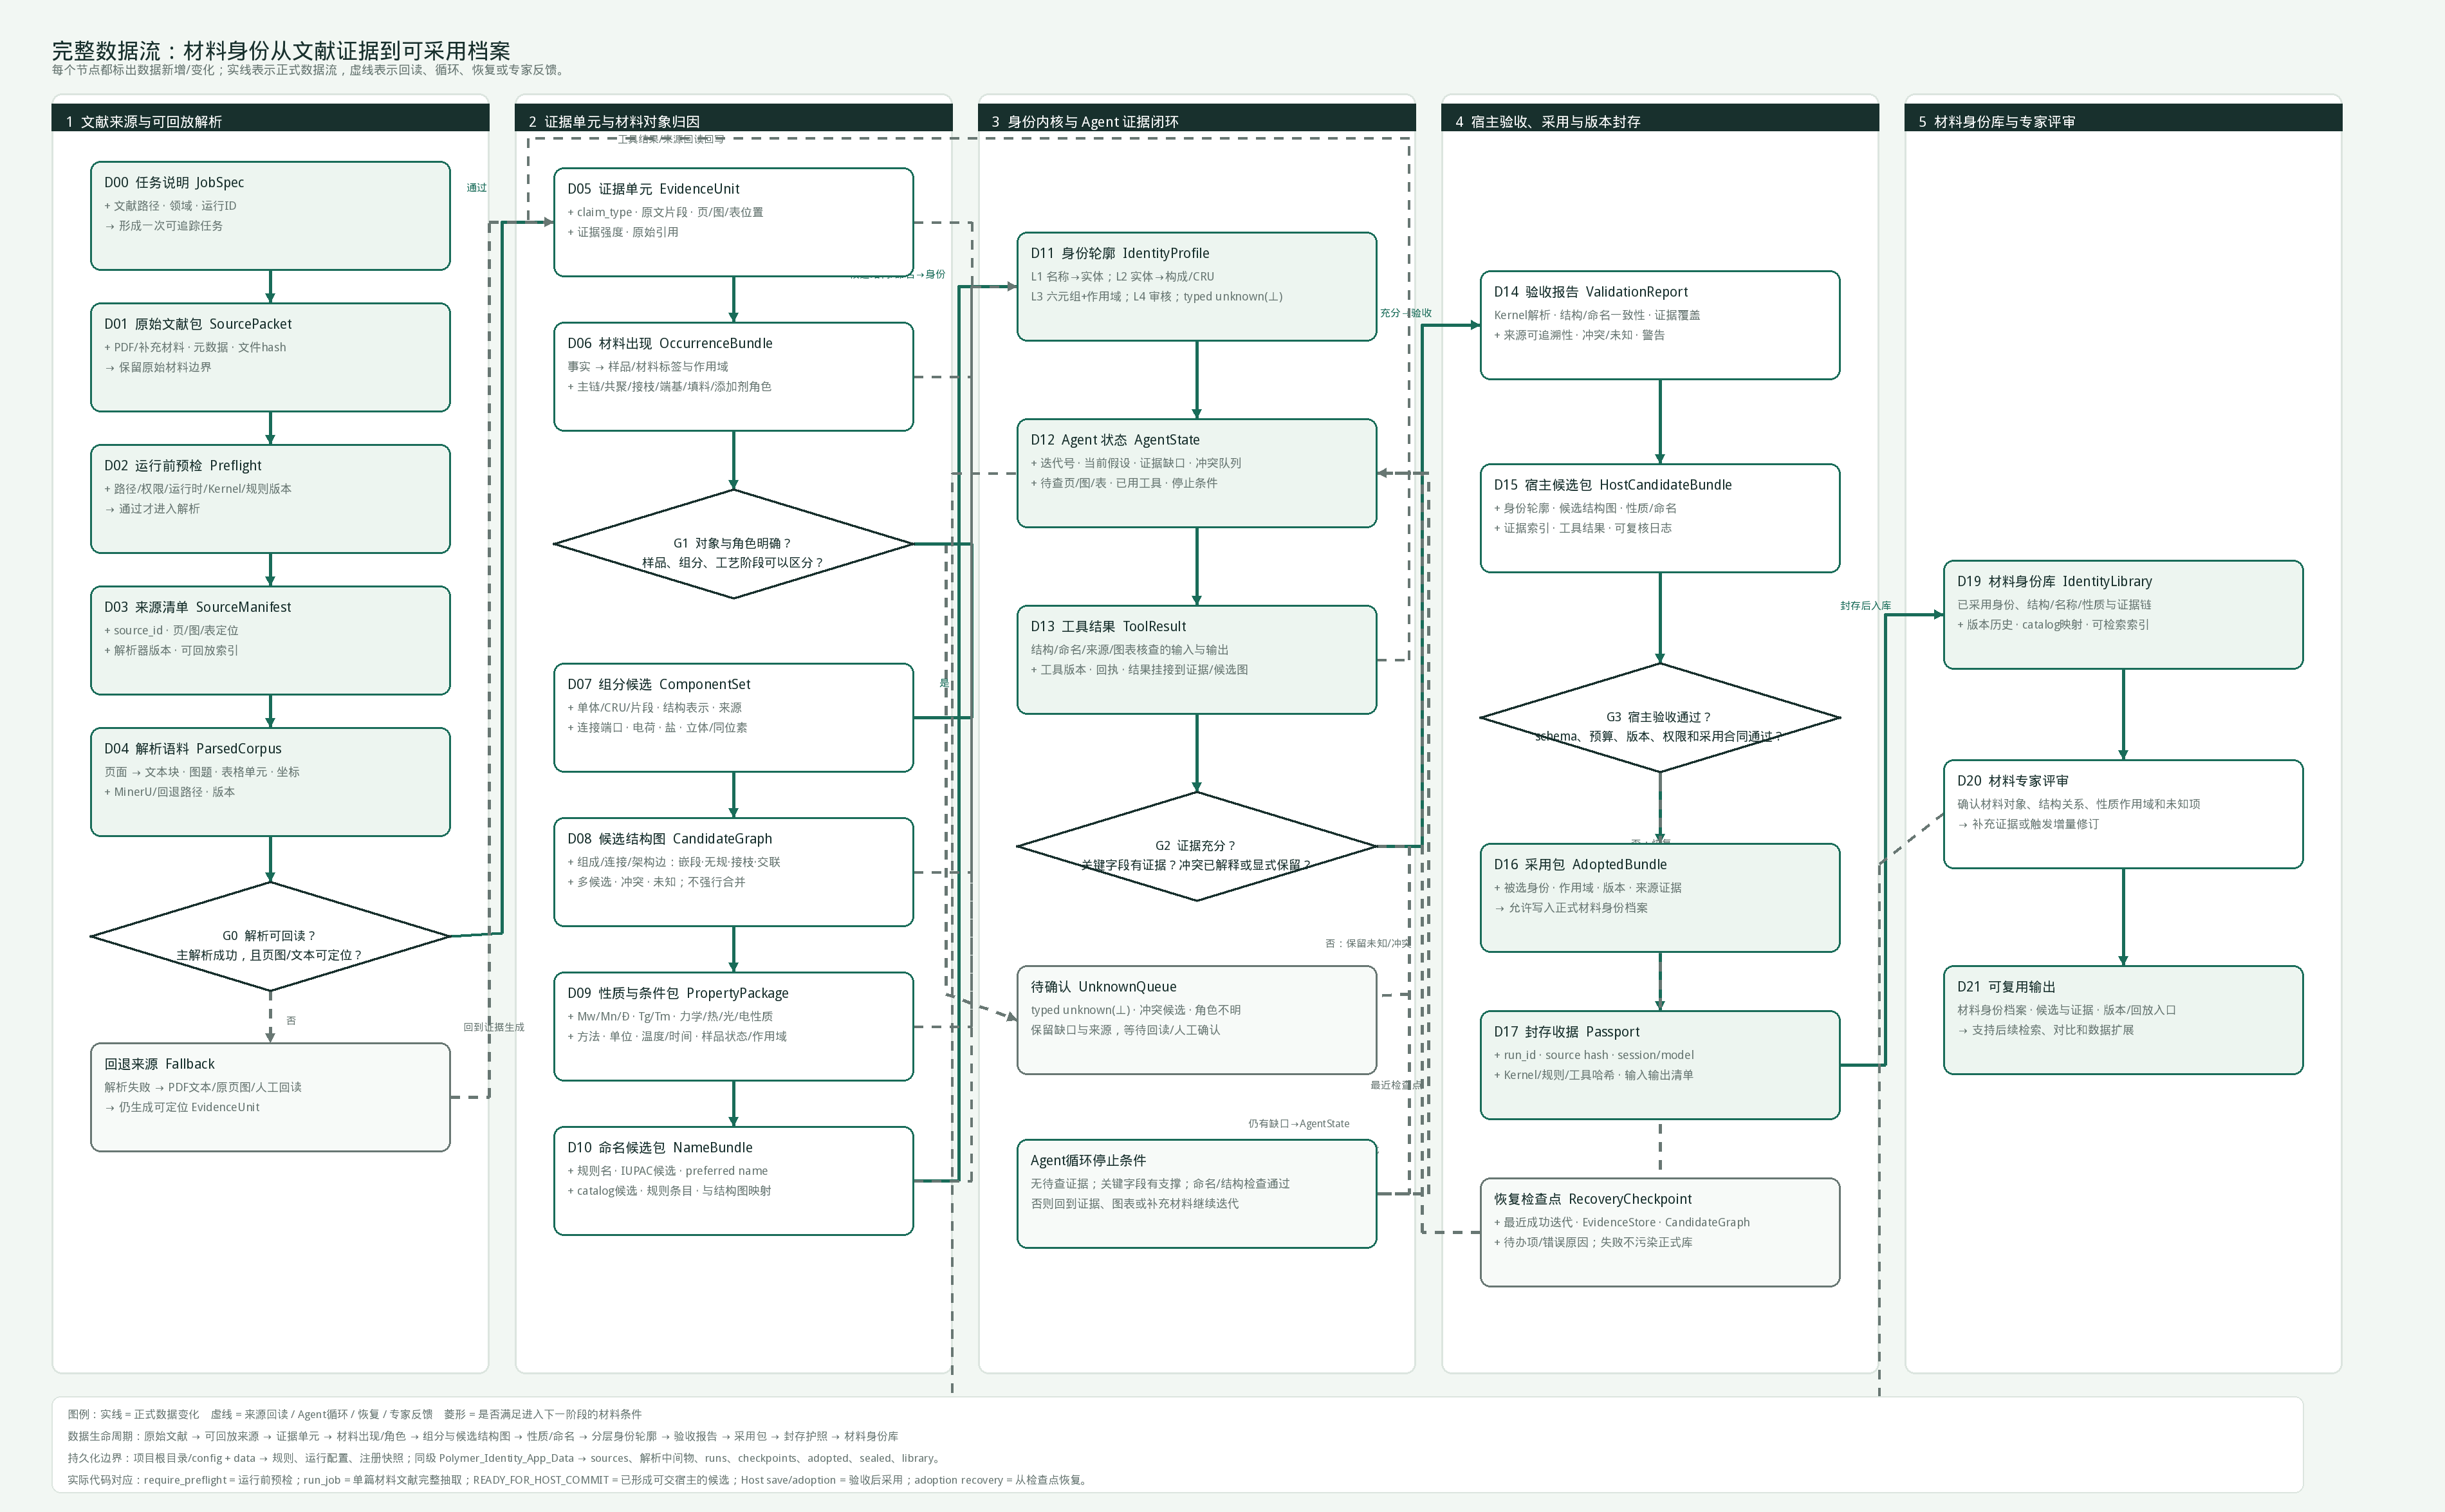 完整数据流：材料身份从文献证据到可采用档案
每个节点都标出数据新增/变化；实线表示正式数据流，虚线表示回读、循环、恢复或专家反馈。
1 文献来源与可回放解析
D00 任务说明 JobSpec
+ 文献路径 · 领域 · 运行ID
→ 形成一次可追踪任务
D01 原始文献包 SourcePacket
+ PDF/补充材料 · 元数据 · 文件hash
→ 保留原始材料边界
D02 运行前预检 Preflight
+ 路径/权限/运行时/Kernel/规则版本
→ 通过才进入解析
D03 来源清单 SourceManifest
+ source_id · 页/图/表定位
+ 解析器版本 · 可回放索引
D04 解析语料 ParsedCorpus
页面 → 文本块 · 图题 · 表格单元 · 坐标
+ MinerU/回退路径 · 版本
G0 解析可回读？
主解析成功，且页图/文本可定位？
否
回退来源 Fallback
解析失败 → PDF文本/原页图/人工回读
→ 仍生成可定位 EvidenceUnit
通过
回到证据生成
2 证据单元与材料对象归因
工具结果/来源回读回写
D05 证据单元 EvidenceUnit
+ claim_type · 原文片段 · 页/图/表位置
+ 证据强度 · 原始引用
→身份
D06 材料出现 OccurrenceBundle
事实 → 样品/材料标签与作用域
+ 主链/共聚/接枝/端基/填料/添加剂角色
G1 对象与角色明确？
样品、组分、工艺阶段可以区分？
是
D07 组分候选 ComponentSet
+ 单体/CRU/片段 · 结构表示 · 来源
+ 连接端口 · 电荷 · 盐 · 立体/同位素
D08 候选结构图 CandidateGraph
+ 组成/连接/架构边：嵌段·无规·接枝·交联
+ 多候选 · 冲突 · 未知；不强行合并
D09 性质与条件包 PropertyPackage
+ Mw/Mn/Đ · Tg/Tm · 力学/热/光/电性质
+ 方法 · 单位 · 温度/时间 · 样品状态/作用域
D10 命名候选包 NameBundle
+ 规则名 · IUPAC候选 · preferred name
+ catalog候选 · 规则条目 · 与结构图映射
3 身份内核与 Agent 证据闭环
D11 身份轮廓 IdentityProfile
L1 名称→实体；L2 实体→构成/CRU
L3 六元组+作用域；L4 审核；typed unknown(⊥)
D12 Agent 状态 AgentState
+ 迭代号 · 当前假设 · 证据缺口 · 冲突队列
+ 待查页/图/表 · 已用工具 · 停止条件
D13 工具结果 ToolResult
结构/命名/来源/图表核查的输入与输出
+ 工具版本 · 回执 · 结果挂接到证据/候选图
G2 证据充分？
关键字段有证据？冲突已解释或显式保留？
否：保留未知/冲突
待确认 UnknownQueue
typed unknown(⊥) · 冲突候选 · 角色不明
保留缺口与来源，等待回读/人工确认
最近检查点
仍有缺口→AgentState
Agent循环停止条件
无待查证据；关键字段有支撑；命名/结构检查通过
否则回到证据、图表或补充材料继续迭代
充分→验收
4 宿主验收、采用与版本封存
D14 验收报告 ValidationReport
Kernel解析 · 结构/命名一致性 · 证据覆盖
+ 来源可追溯性 · 冲突/未知 · 警告
D15 宿主候选包 HostCandidateBundle
+ 身份轮廓 · 候选结构图 · 性质/命名
+ 证据索引 · 工具结果 · 可复核日志
G3 宿主验收通过？
schema、预算、版本、权限和采用合同通过？
D16 采用包 AdoptedBundle
+ 被选身份 · 作用域 · 版本 · 来源证据
→ 允许写入正式材料身份档案
D17 封存收据 Passport
+ run_id · source hash · session/model
+ Kernel/规则/工具哈希 · 输入输出清单
恢复检查点 RecoveryCheckpoint
+ 最近成功迭代 · EvidenceStore · CandidateGraph
+ 待办项/错误原因；失败不污染正式库
封存后入库
5 材料身份库与专家评审
D19 材料身份库 IdentityLibrary
已采用身份、结构/名称/性质与证据链
+ 版本历史 · catalog映射 · 可检索索引
D20 材料专家评审
确认材料对象、结构关系、性质作用域和未知项
→ 补充证据或触发增量修订
D21 可复用输出
材料身份档案 · 候选与证据 · 版本/回放入口
→ 支持后续检索、对比和数据扩展
图例：实线 = 正式数据变化 虚线 = 来源回读 / Agent循环 / 恢复 / 专家反馈 菱形 = 是否满足进入下一阶段的材料条件
数据生命周期：原始文献 → 可回放来源 → 证据单元 → 材料出现/角色 → 组分与候选结构图 → 性质/命名 → 分层身份轮廓 → 验收报告 → 采用包 → 封存护照 → 材料身份库
持久化边界：项目根目录/config + data → 规则、运行配置、注册快照；同级 Polymer_Identity_App_Data → sources、解析中间物、runs、checkpoints、adopted、sealed、library。
实际代码对应：require_preflight = 运行前预检；run_job = 单篇材料文献完整抽取；READY_FOR_HOST_COMMIT = 已形成可交宿主的候选；Host save/adoption = 验收后采用；adoption recovery = 从检查点恢复。